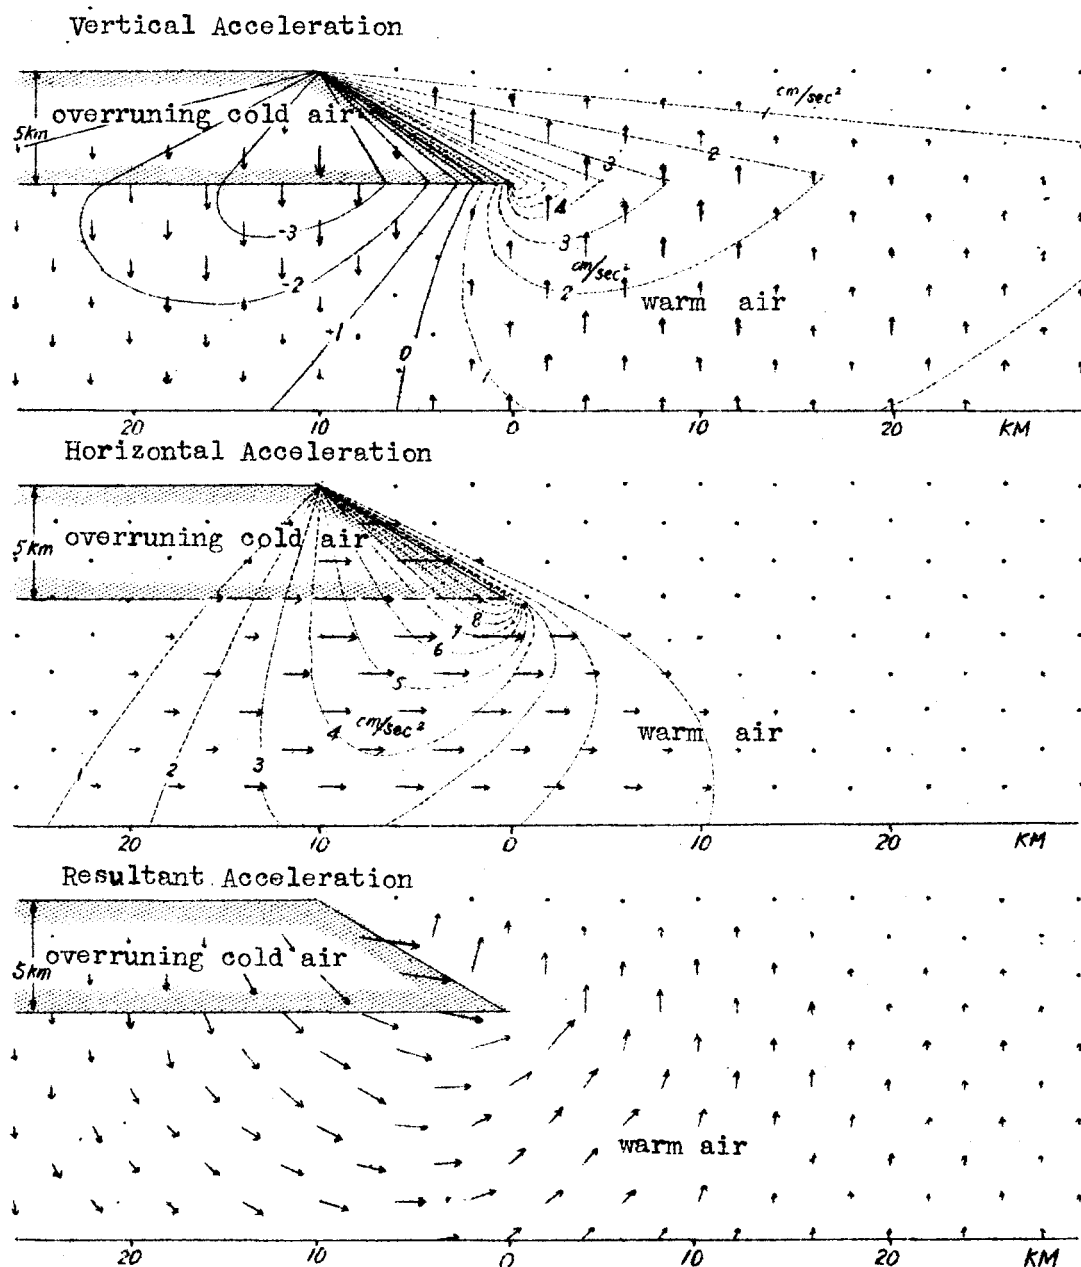 Vertical Acceleration
cm/sec²
overruning cold air
5km
1
2
3
4
3
-3
cm/sec²
-2
2
warm air
-1
0
1
20 10 0 10 20 KM
Horizontal Acceleration
overruning cold air
5km
8
7
6
5
cm/sec²
4
warm air
3
2
1
20 10 0 10 20 KM
Resultant Acceleration
overruning cold air
5km
warm air
20 10 0 10 20 KM